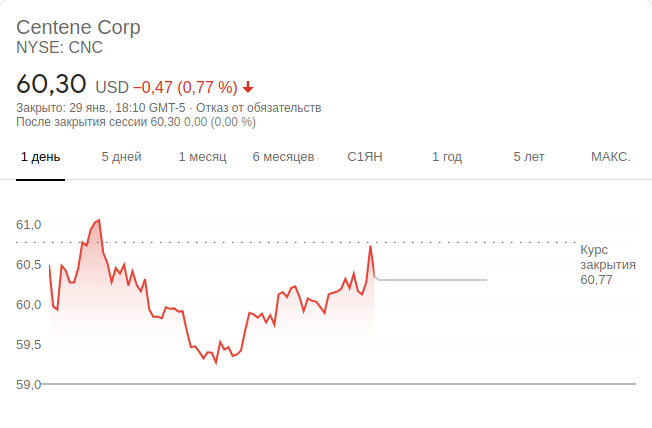 Centene Corp
NYSE: CNC
60,30 USD −0,47 (0,77 %)
Закрыто: 29 янв., 18:10 GMT-5 · Отказ от обязательств
После закрытия сессии 60,30 0,00 (0,00 %)
1 день 5 дней 1 месяц 6 месяцев С1ЯН 1 год 5 лет МАКС.
61,0
60,5
60,0
59,5
59,0
Курс
закрытия
60,77